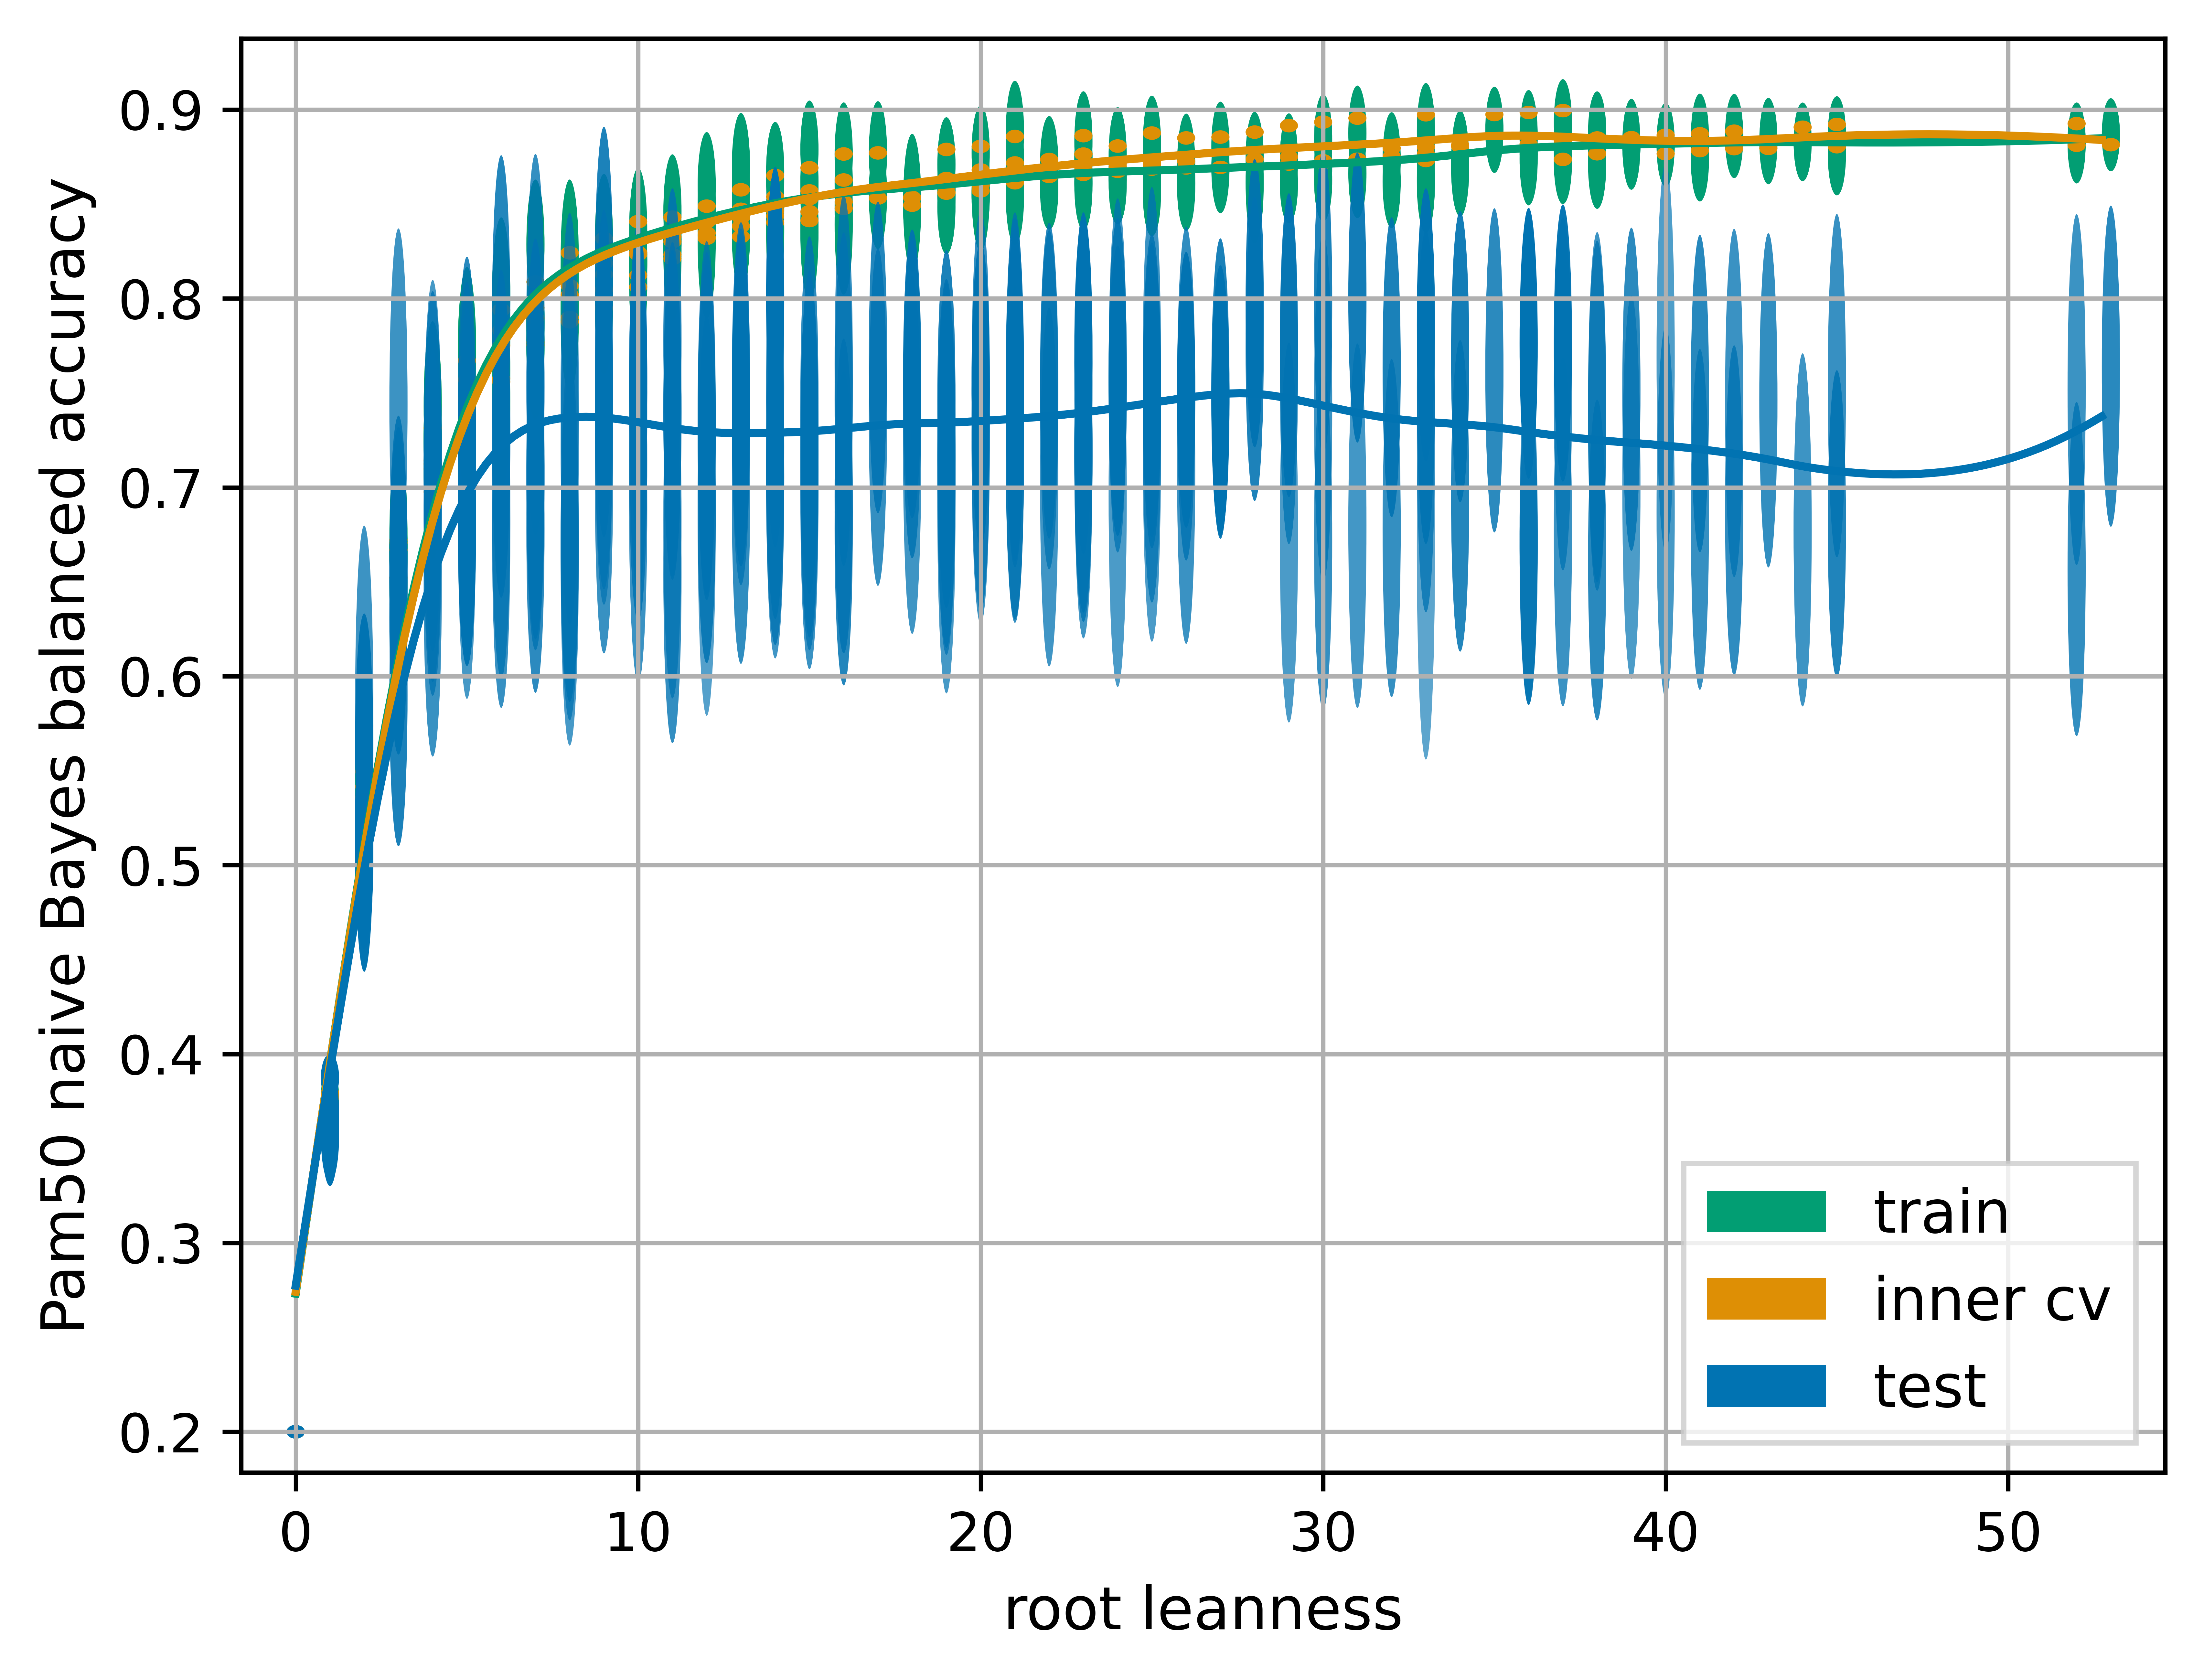 Pam50 naive Bayes balanced accuracy
0.9
0.8
0.7
0.6
0.5
0.4
0.3
0.2
0 10 20 30 40 50
root leanness
train
inner cv
test